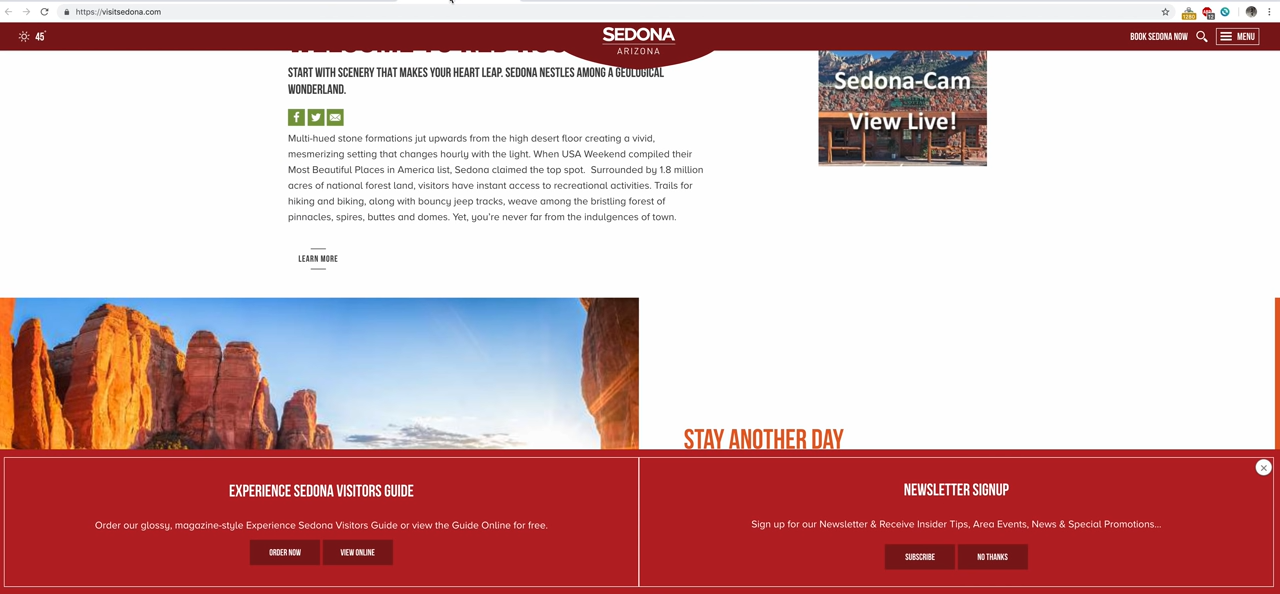 https://visitsedona.com
45°
SEDONA
ARIZONA
BOOK SEDONA NOW
MENU
START WITH SCENERY THAT MAKES YOUR HEART LEAP. SEDONA NESTLES AMONG A GEOLOGICAL
WONDERLAND.
Multi-hued stone formations jut upwards from the high desert floor creating a vivid,
mesmerizing setting that changes hourly with the light. When USA Weekend compiled their
Most Beautiful Places in America list, Sedona claimed the top spot. Surrounded by 1.8 million
acres of national forest land, visitors have instant access to recreational activities. Trails for
hiking and biking, along with bouncy jeep tracks, weave among the bristling forest of
pinnacles, spires, buttes and domes. Yet, you're never far from the indulgences of town.
LEARN MORE
Sedona-Cam
View Live!
STAY ANOTHER DAY
EXPERIENCE SEDONA VISITORS GUIDE
Order our glossy, magazine-style Experience Sedona Visitors Guide or view the Guide Online for free.
ORDER NOW
VIEW ONLINE
NEWSLETTER SIGNUP
Sign up for our Newsletter & Receive Insider Tips, Area Events, News & Special Promotions...
SUBSCRIBE
NO THANKS